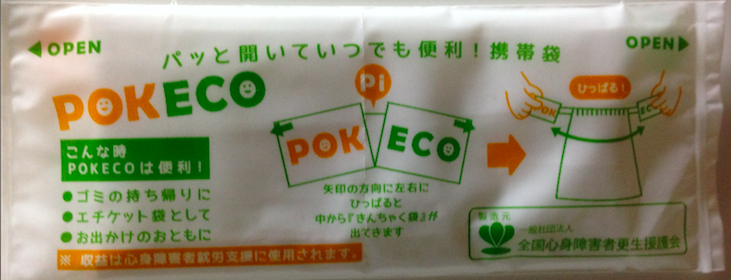 ◀OPEN
パッと開いていつでも便利！携帯袋
OPEN▶
POKECO
Pi
ひっぱる！
POK
ECO
POK
EC
こんな時
POKECOは便利！
●ゴミの持ち帰りに
●エチケット袋として
●お出かけのおともに
矢印の方向に左右に
ひっぱると
中から『きんちゃく袋』が
出てきます
製造元
一般社団法人
全国心身障害者更生援護会
※ 収益は心身障害者就労支援に使用されます。